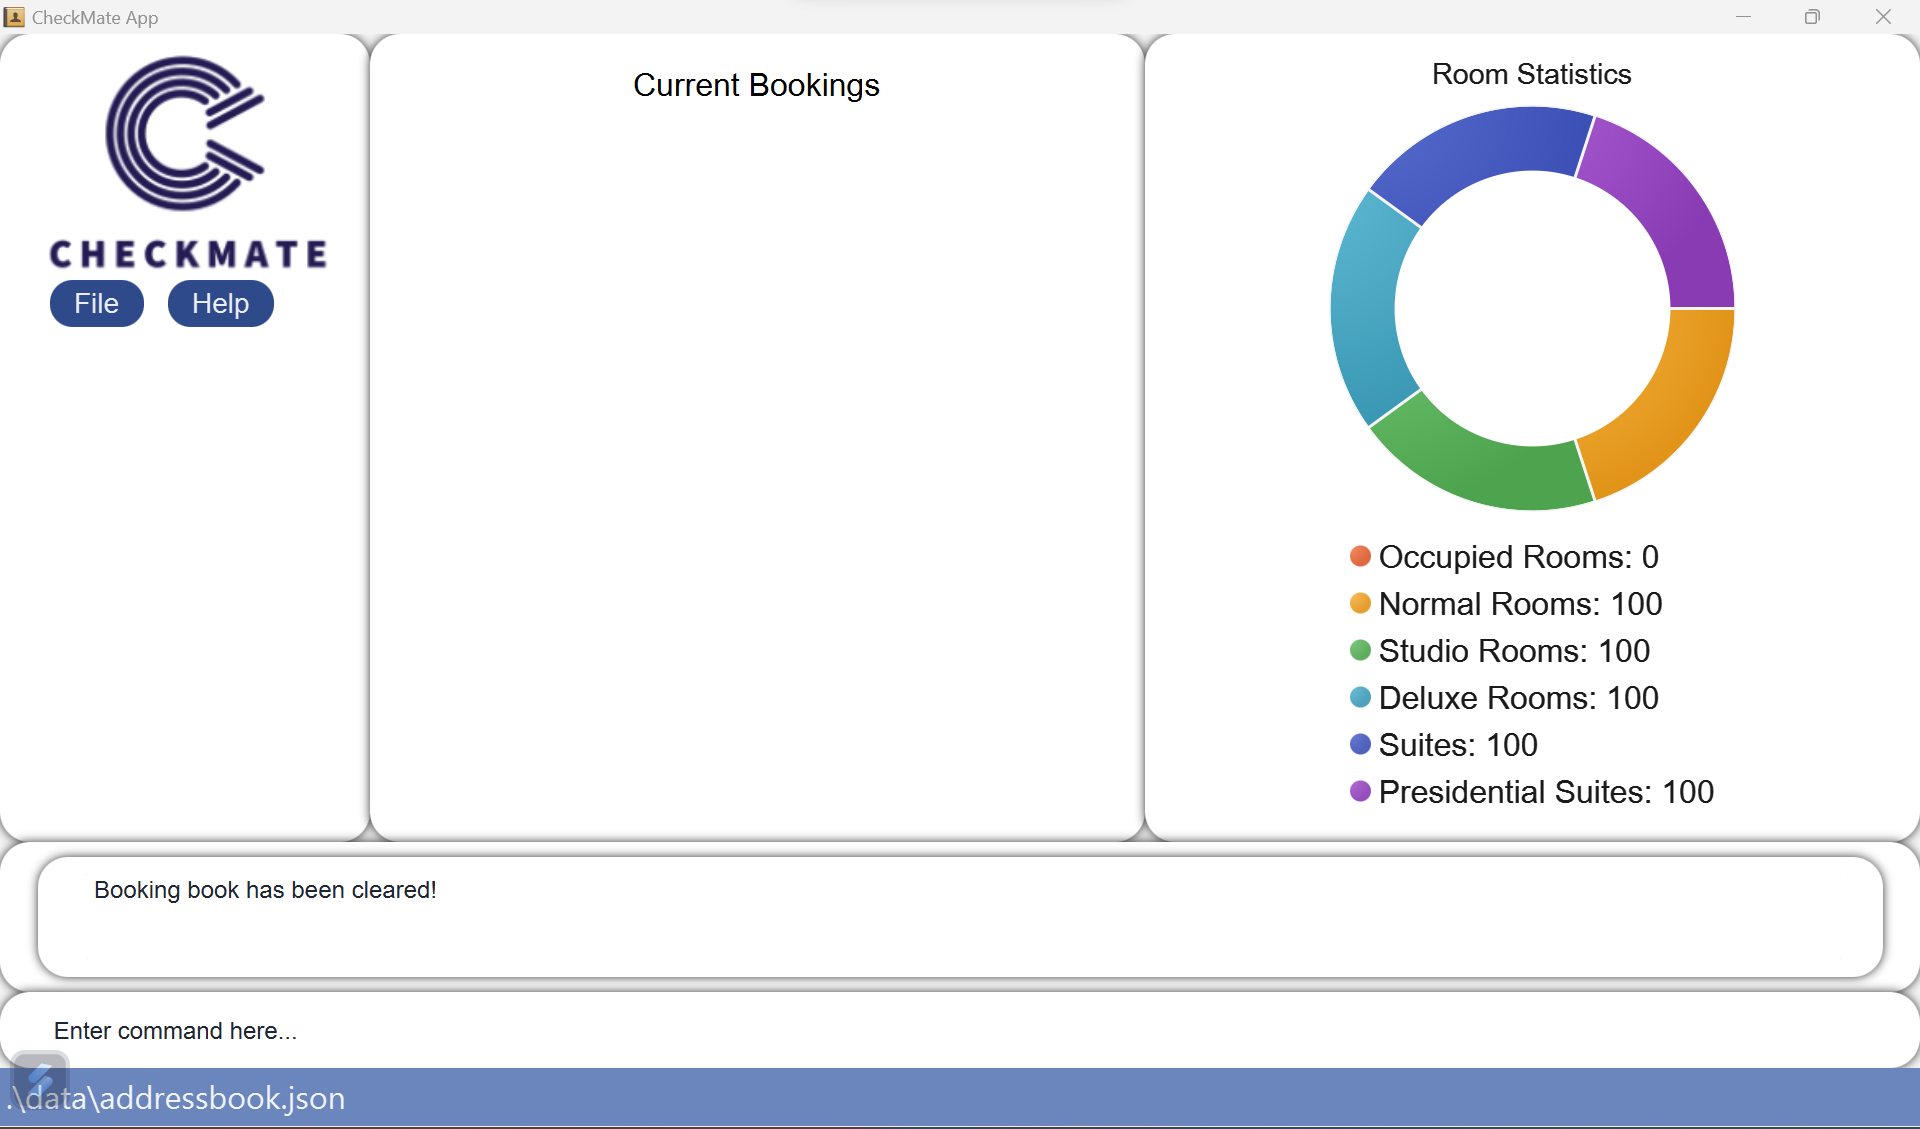 CheckMate App
CHECKMATE
File Help
Current Bookings
Room Statistics
Occupied Rooms: 0
Normal Rooms: 100
Studio Rooms: 100
Deluxe Rooms: 100
Suites: 100
Presidential Suites: 100
Booking book has been cleared!
Enter command here...
.\data\addressbook.json